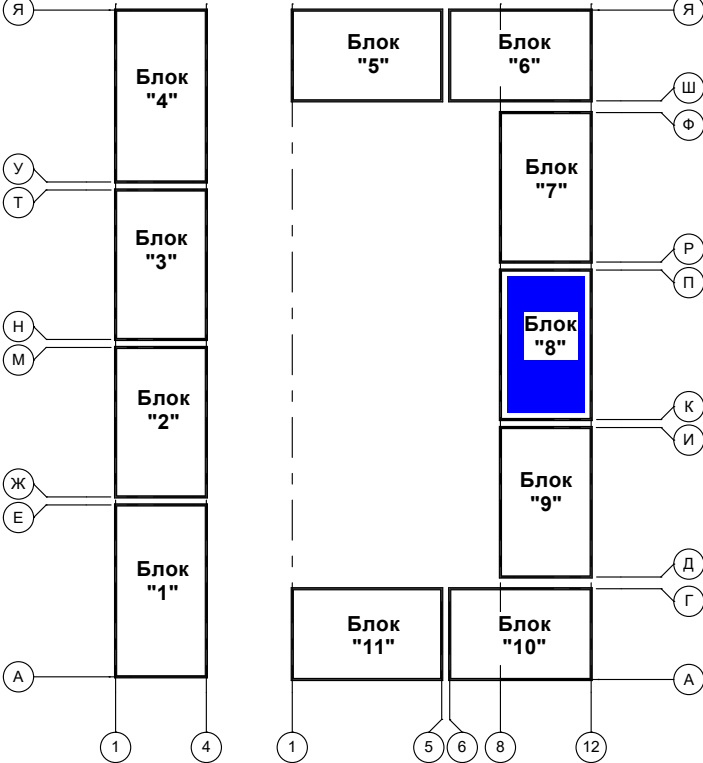 Я
Я
Блок
"4"
Блок
"5"
Блок
"6"
Ш
Ф
У
Т
Блок
"7"
Блок
"3"
Р
П
Н
М
Блок
"8"
Блок
"2"
К
И
Ж
Е
Блок
"9"
Блок
"1"
Д
Г
Блок
"11"
Блок
"10"
А
А
1
4
1
5
6
8
12